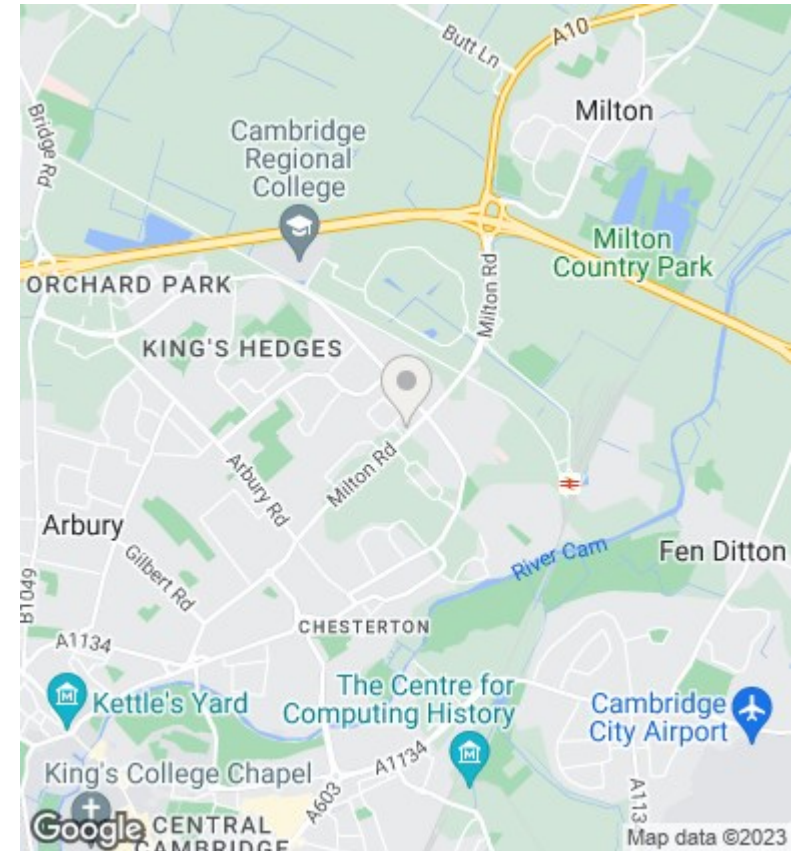 Butt Ln
A10
Milton
Bridge Rd
Cambridge
Regional
College
Milton
Country Park
Milton Rd
ORCHARD PARK
KING'S HEDGES
Milton Rd
Arbury Rd
Arbury
Gilbert Rd
River Cam
Fen Ditton
B1049
A1134
CHESTERTON
Kettle's Yard
The Centre for
Computing History
Cambridge
City Airport
A1134
King's College Chapel
A603
CENTRAL
CAMBRIDGE
Google
Map data ©2023